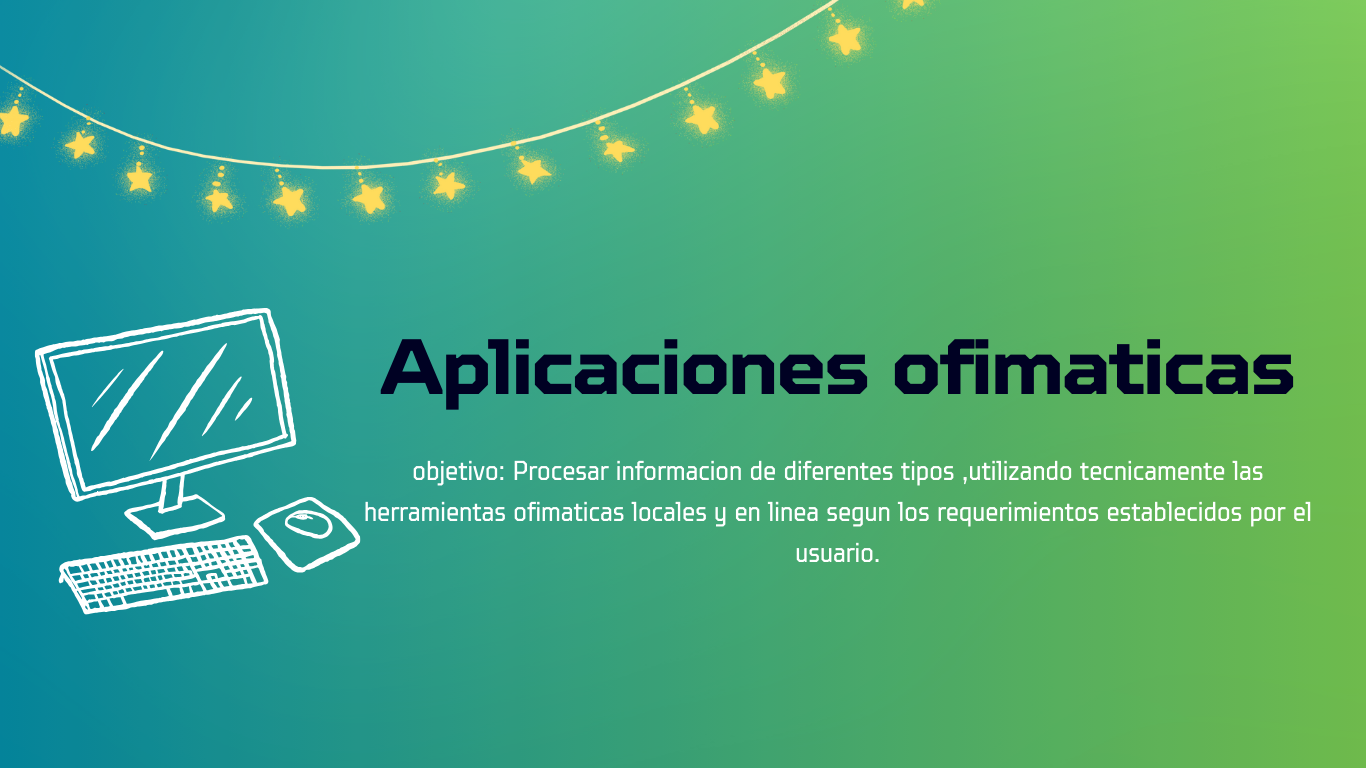 Aplicaciones ofimaticas
objetivo: Procesar informacion de diferentes tipos ,utilizando tecnicamente las
herramientas ofimaticas locales y en linea segun los requerimientos establecidos por el
usuario.